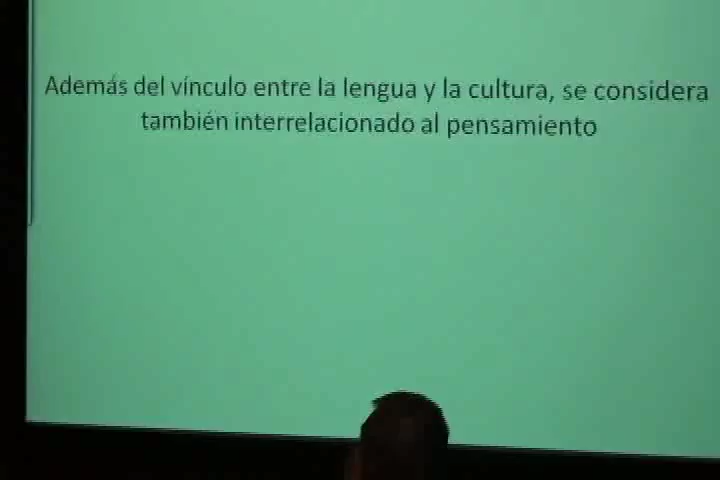 Además del vínculo entre la lengua y la cultura, se considera
también interrelacionado al pensamiento